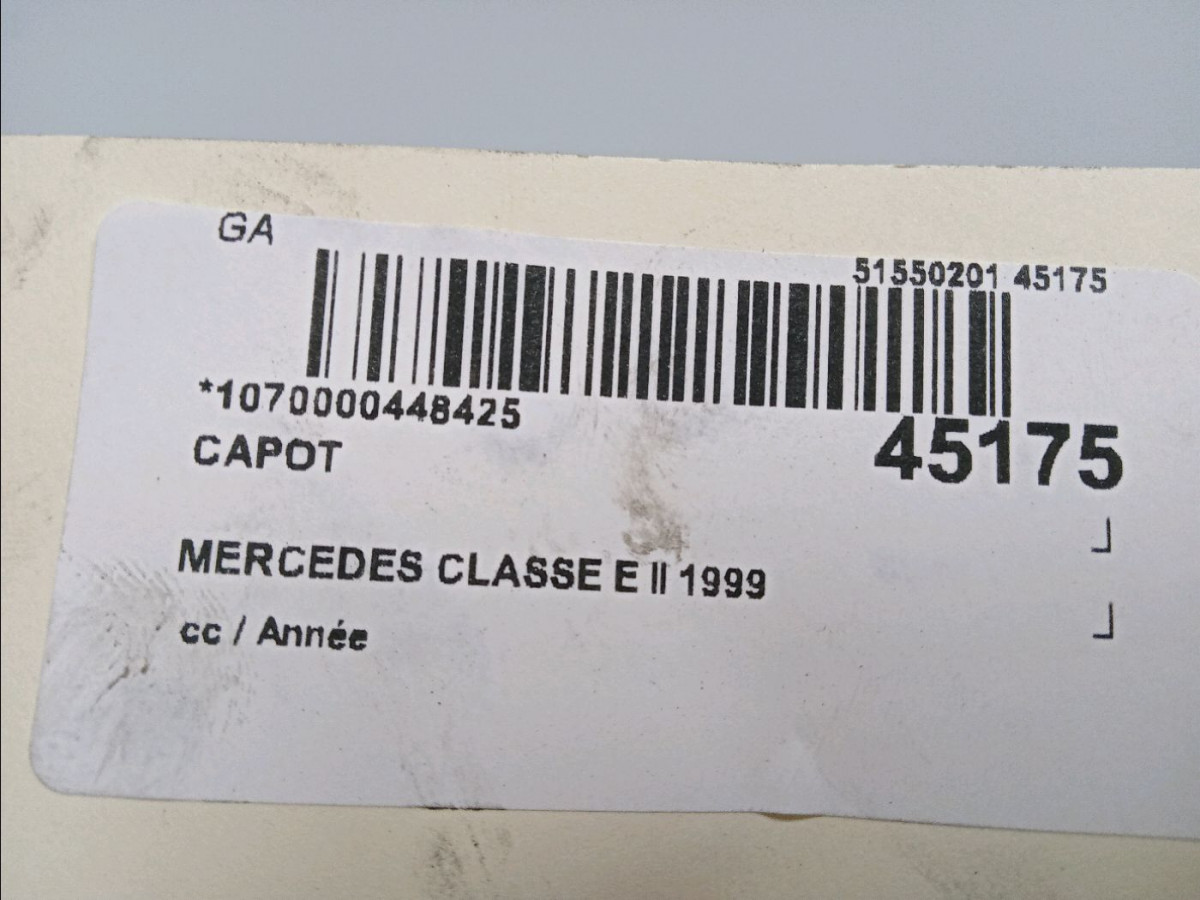 GA
51550201 45175
*1070000448425
45175
CAPOT
MERCEDES CLASSE E II 1999
cc / Année